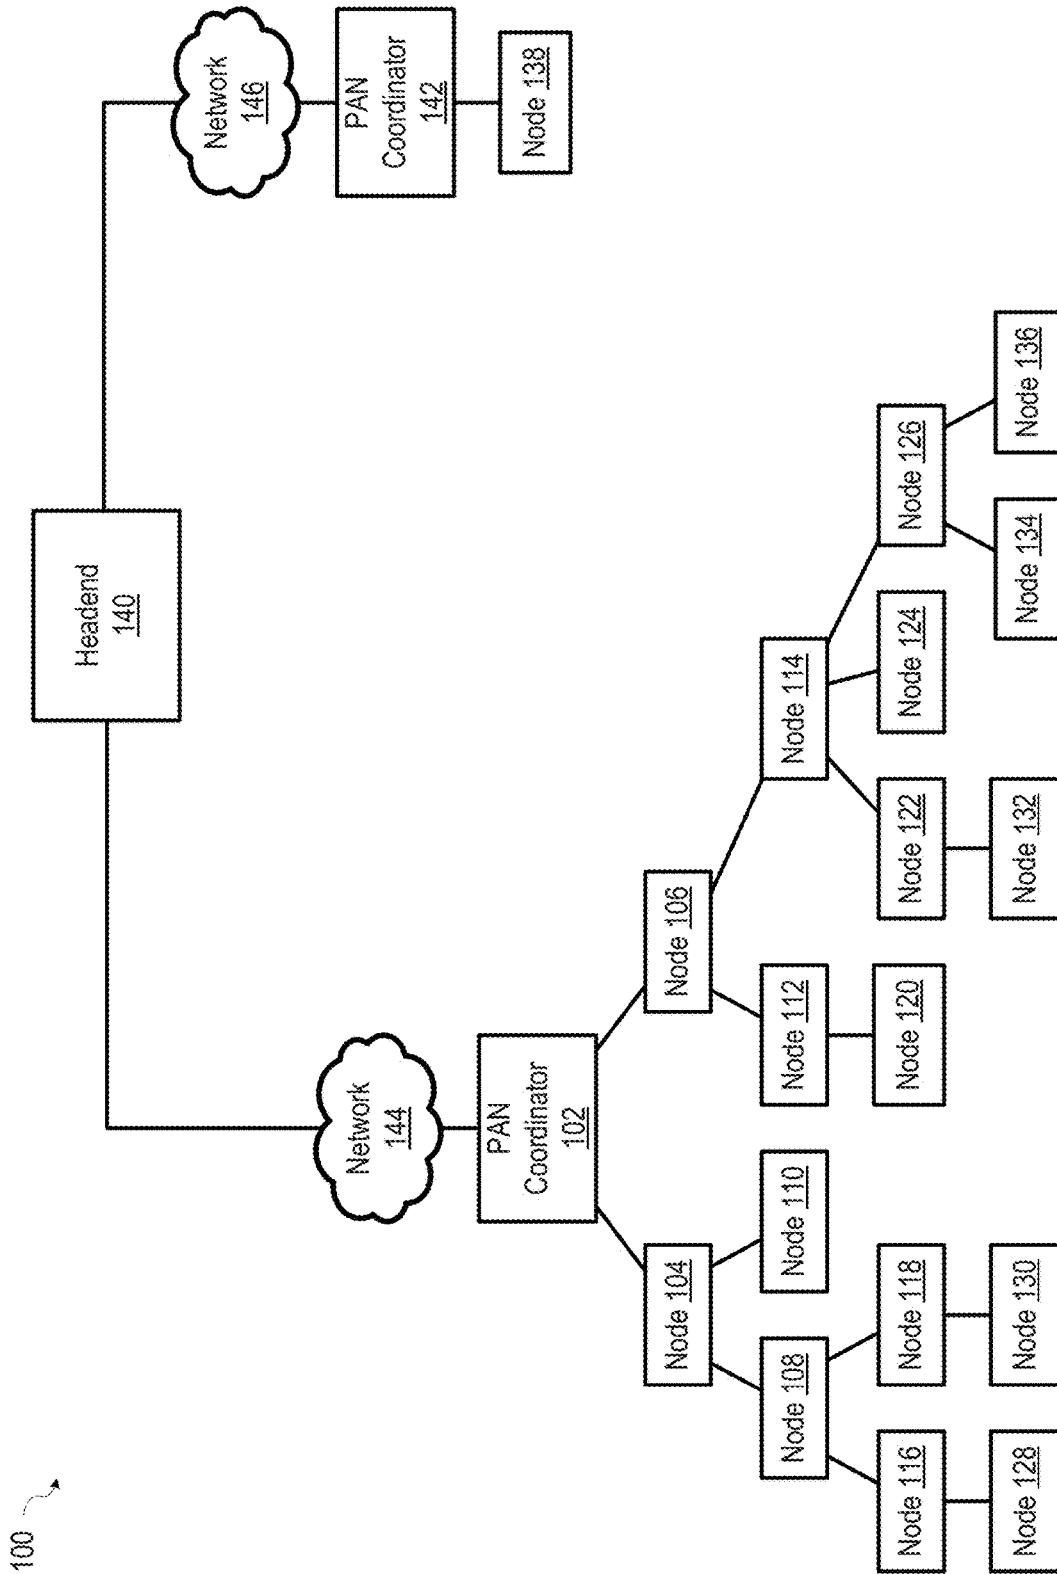 100
Headend
140
Network
146
PAN
Coordinator
142
Node 138
Network
144
PAN
Coordinator
102
Node 104
Node 106
Node 108
Node 110
Node 112
Node 114
Node 116
Node 118
Node 120
Node 122
Node 124
Node 126
Node 128
Node 130
Node 132
Node 134
Node 136